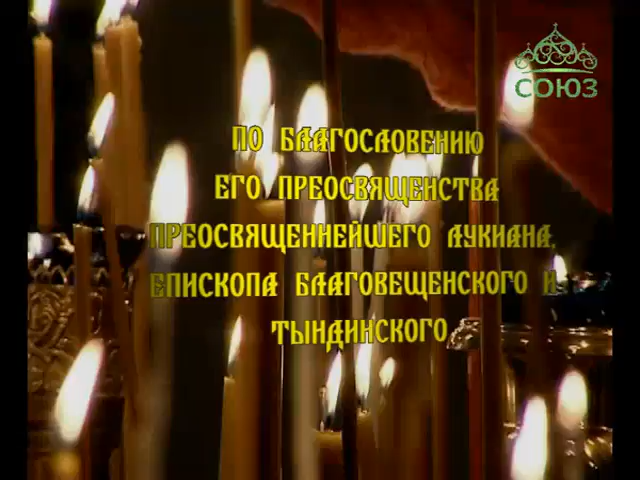 СОЮЗ
ПО БЛАГОСЛОВЕНИЮ
ЕГО ПРЕОСВЯЩЕНСТВА
ПРЕОСВЯЩЕННЕЙШЕГО ЛУКИАНА,
ЕПИСКОПА БЛАГОВЕЩЕНСКОГО И
ТЫНДИНСКОГО